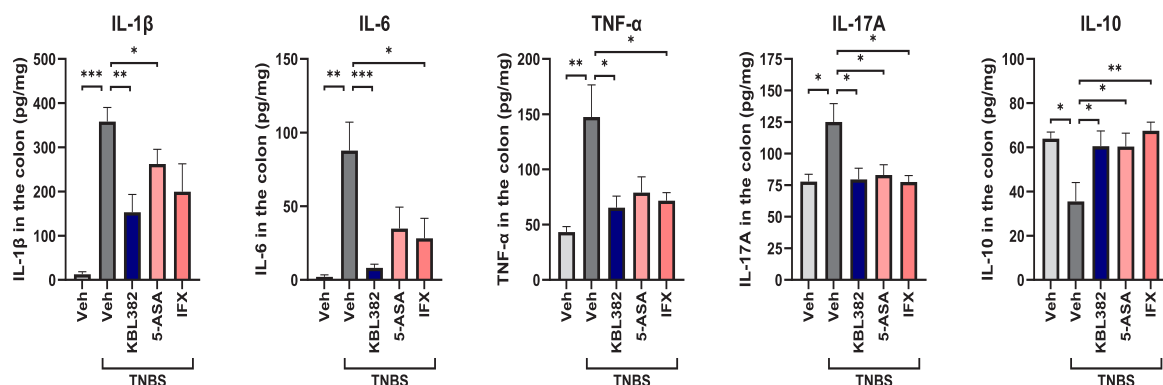 IL-1β
IL-6
TNF-α
IL-17A
IL-10
IL-1β in the colon (pg/mg)
500
400
300
200
100
0
***
**
*
Veh
Veh
KBL382
5-ASA
IFX
TNBS
IL-6 in the colon (pg/mg)
150
100
50
0
**
***
*
Veh
Veh
KBL382
5-ASA
IFX
TNBS
TNF-α in the colon (pg/mg)
200
150
100
50
0
**
*
*
Veh
Veh
KBL382
5-ASA
IFX
TNBS
IL-17A in the colon (pg/mg)
175
150
125
100
75
50
25
0
*
*
*
*
Veh
Veh
KBL382
5-ASA
IFX
TNBS
IL-10 in the colon (pg/mg)
100
80
60
40
20
0
*
*
*
**
Veh
Veh
KBL382
5-ASA
IFX
TNBS